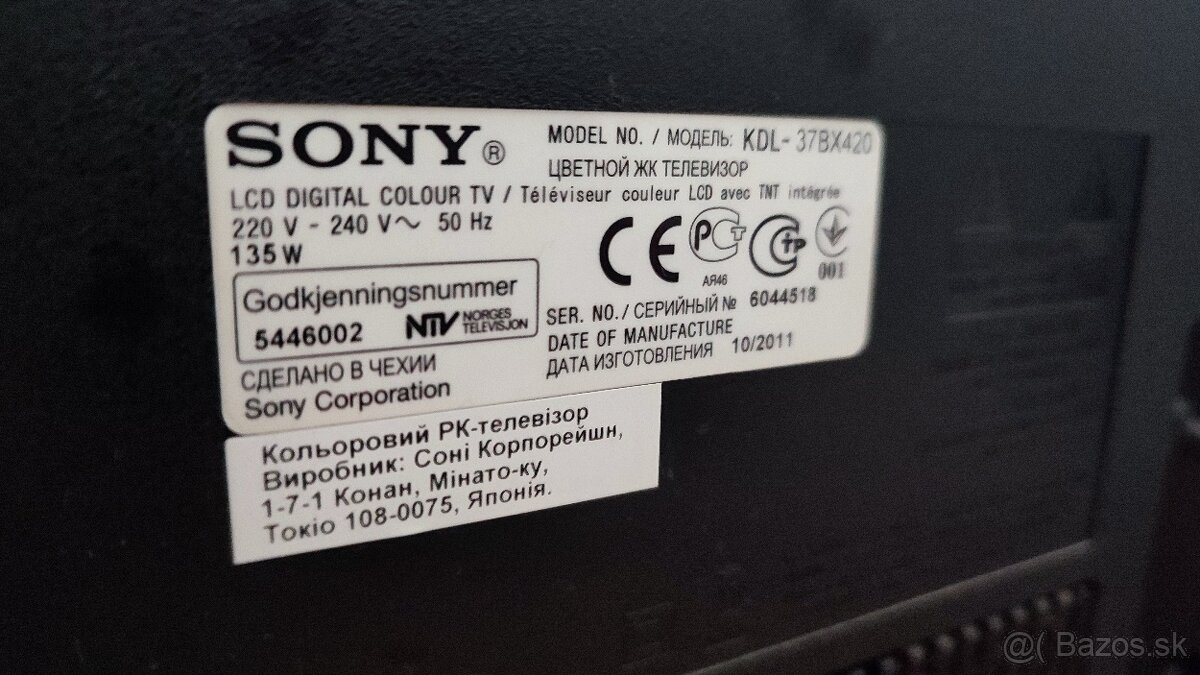 SONY®
MODEL NO. / МОДЕЛЬ: KDL-37BX420
ЦВЕТНОЙ ЖК ТЕЛЕВИЗОР
LCD DIGITAL COLOUR TV / Téléviseur couleur LCD avec TNT intégrée
220 V - 240 V~ 50 Hz
135 W
CE
РСТ
АЯ46
СТР
001
Godkjenningsnummer
5446002 NTV NORGES TELEVISJON
SER. NO. / СЕРИЙНЫЙ № 6044518
DATE OF MANUFACTURE
ДАТА ИЗГОТОВЛЕНИЯ 10/2011
СДЕЛАНО В ЧЕХИИ
Sony Corporation
Кольоровий РК-телевізор
Виробник: Соні Корпорейшн,
1-7-1 Конан, Мінато-ку,
Токіо 108-0075, Японія.
@( Bazos.sk